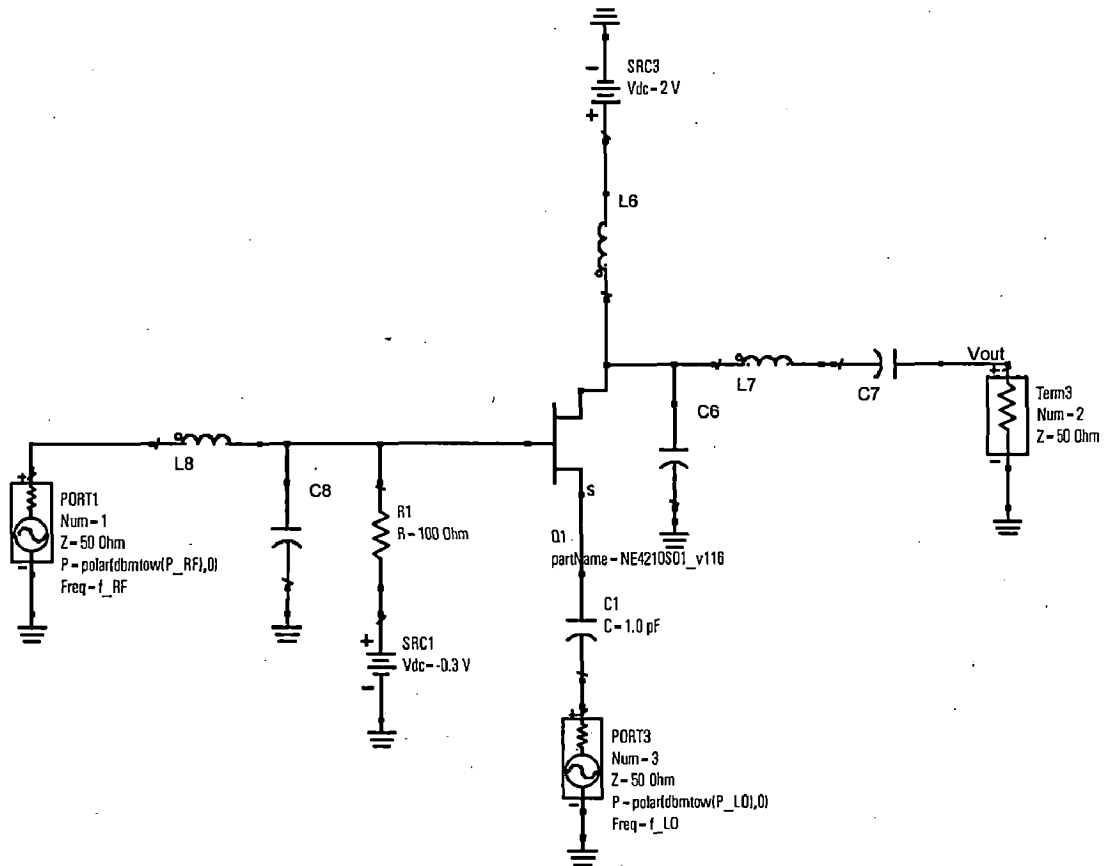 SRC3
Vdc=2 V
L6
Vout
L7
C7
C6
Term3
Num=2
Z=50 Ohm
L8
C8
PORT1
Num=1
Z=50 Ohm
P=polar(dbmtow(P_RF),0)
Freq=f_RF
R1
R=100 Ohm
s
Q1
partName=NE4210S01_v116
C1
C=1.0 pF
SRC1
Vdc=-0.3 V
PORT3
Num=3
Z=50 Ohm
P=polar(dbmtow(P_LO),0)
Freq=f_LO